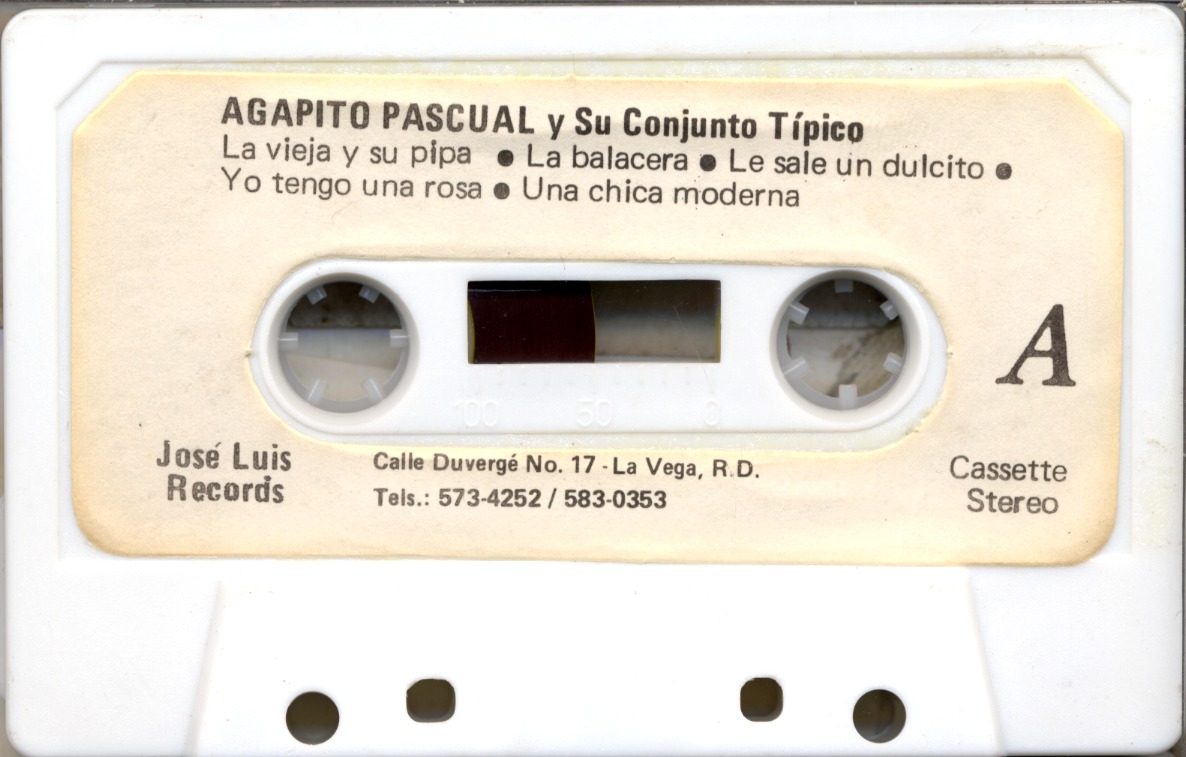 AGAPITO PASCUAL y Su Conjunto Típico
La vieja y su pipa ● La balacera ● Le sale un dulcito ●
Yo tengo una rosa ● Una chica moderna
A
100 50 0
José Luis
Records
Calle Duvergé No. 17 - La Vega, R.D.
Tels.: 573-4252 / 583-0353
Cassette
Stereo